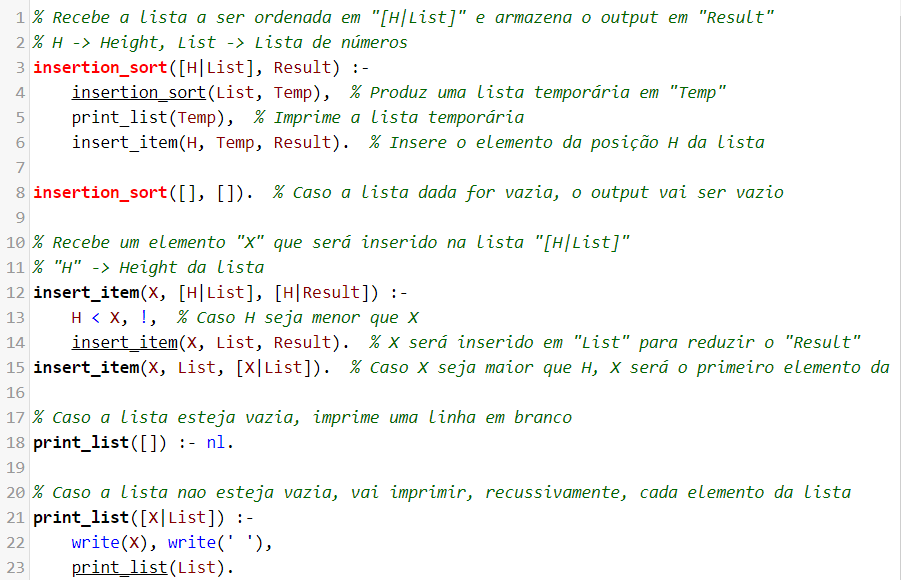 1 % Recebe a lista a ser ordenada em "[H|List]" e armazena o output em "Result"
2 % H -> Height, List -> Lista de números
3 insertion_sort([H|List], Result) :-
4 insertion_sort(List, Temp), % Produz uma lista temporária em "Temp"
5 print_list(Temp), % Imprime a lista temporária
6 insert_item(H, Temp, Result). % Insere o elemento da posição H da lista
7
8 insertion_sort([], []). % Caso a lista dada for vazia, o output vai ser vazio
9
10 % Recebe um elemento "X" que será inserido na lista "[H|List]"
11 % "H" -> Height da lista
12 insert_item(X, [H|List], [H|Result]) :-
13 H < X, !, % Caso H seja menor que X
14 insert_item(X, List, Result). % X será inserido em "List" para reduzir o "Result"
15 insert_item(X, List, [X|List]). % Caso X seja maior que H, X será o primeiro elemento da
16
17 % Caso a lista esteja vazia, imprime uma linha em branco
18 print_list([]) :- nl.
19
20 % Caso a lista nao esteja vazia, vai imprimir, recussivamente, cada elemento da lista
21 print_list([X|List]) :-
22 write(X), write(' '),
23 print_list(List).